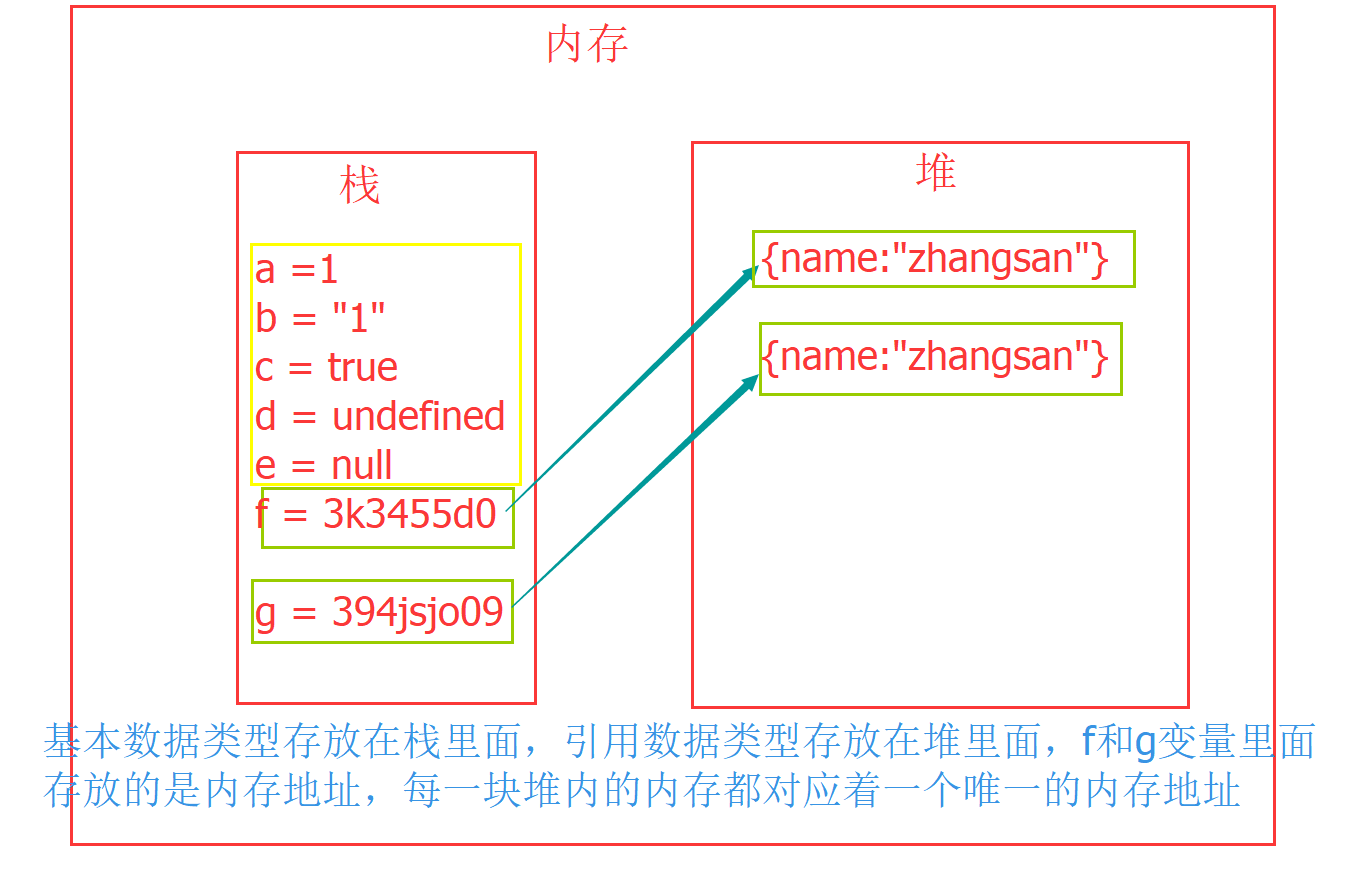 内存
栈
堆
a =1
b = "1"
c = true
d = undefined
e = null
f = 3k3455d0
g = 394jsjo09
{name:"zhangsan"}
{name:"zhangsan"}
基本数据类型存放在栈里面，引用数据类型存放在堆里面，f和g变量里面
存放的是内存地址，每一块堆内的内存都对应着一个唯一的内存地址